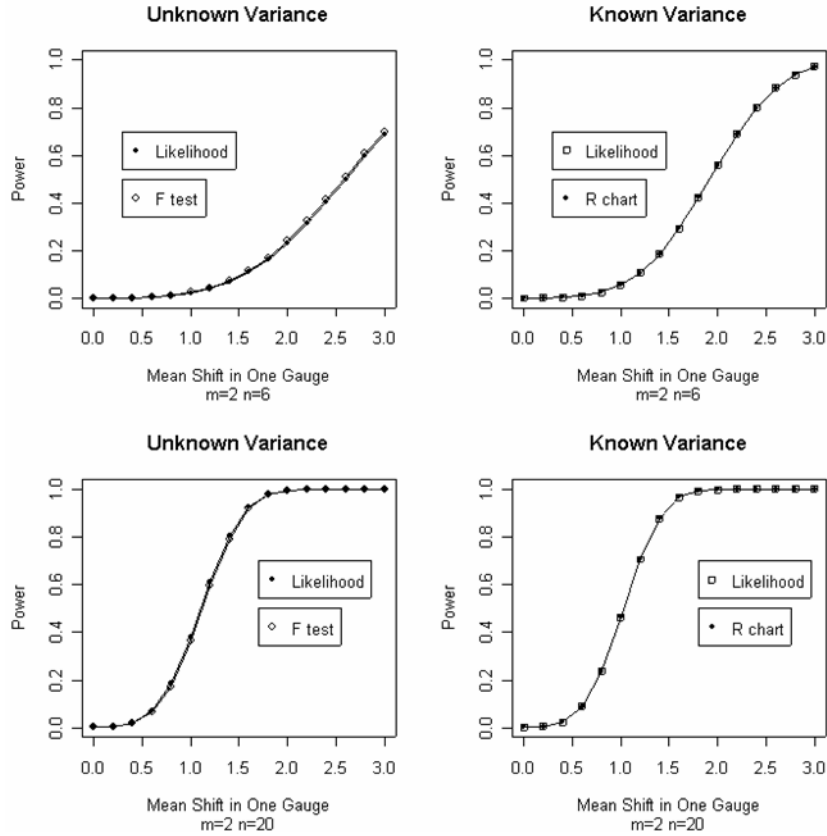 Unknown Variance
Power
0.0 0.2 0.4 0.6 0.8 1.0
Likelihood
F test
0.0 0.5 1.0 1.5 2.0 2.5 3.0
Mean Shift in One Gauge
m=2 n=6
Known Variance
Power
0.0 0.2 0.4 0.6 0.8 1.0
Likelihood
R chart
0.0 0.5 1.0 1.5 2.0 2.5 3.0
Mean Shift in One Gauge
m=2 n=6
Unknown Variance
Power
0.0 0.2 0.4 0.6 0.8 1.0
Likelihood
F test
0.0 0.5 1.0 1.5 2.0 2.5 3.0
Mean Shift in One Gauge
m=2 n=20
Known Variance
Power
0.0 0.2 0.4 0.6 0.8 1.0
Likelihood
R chart
0.0 0.5 1.0 1.5 2.0 2.5 3.0
Mean Shift in One Gauge
m=2 n=20